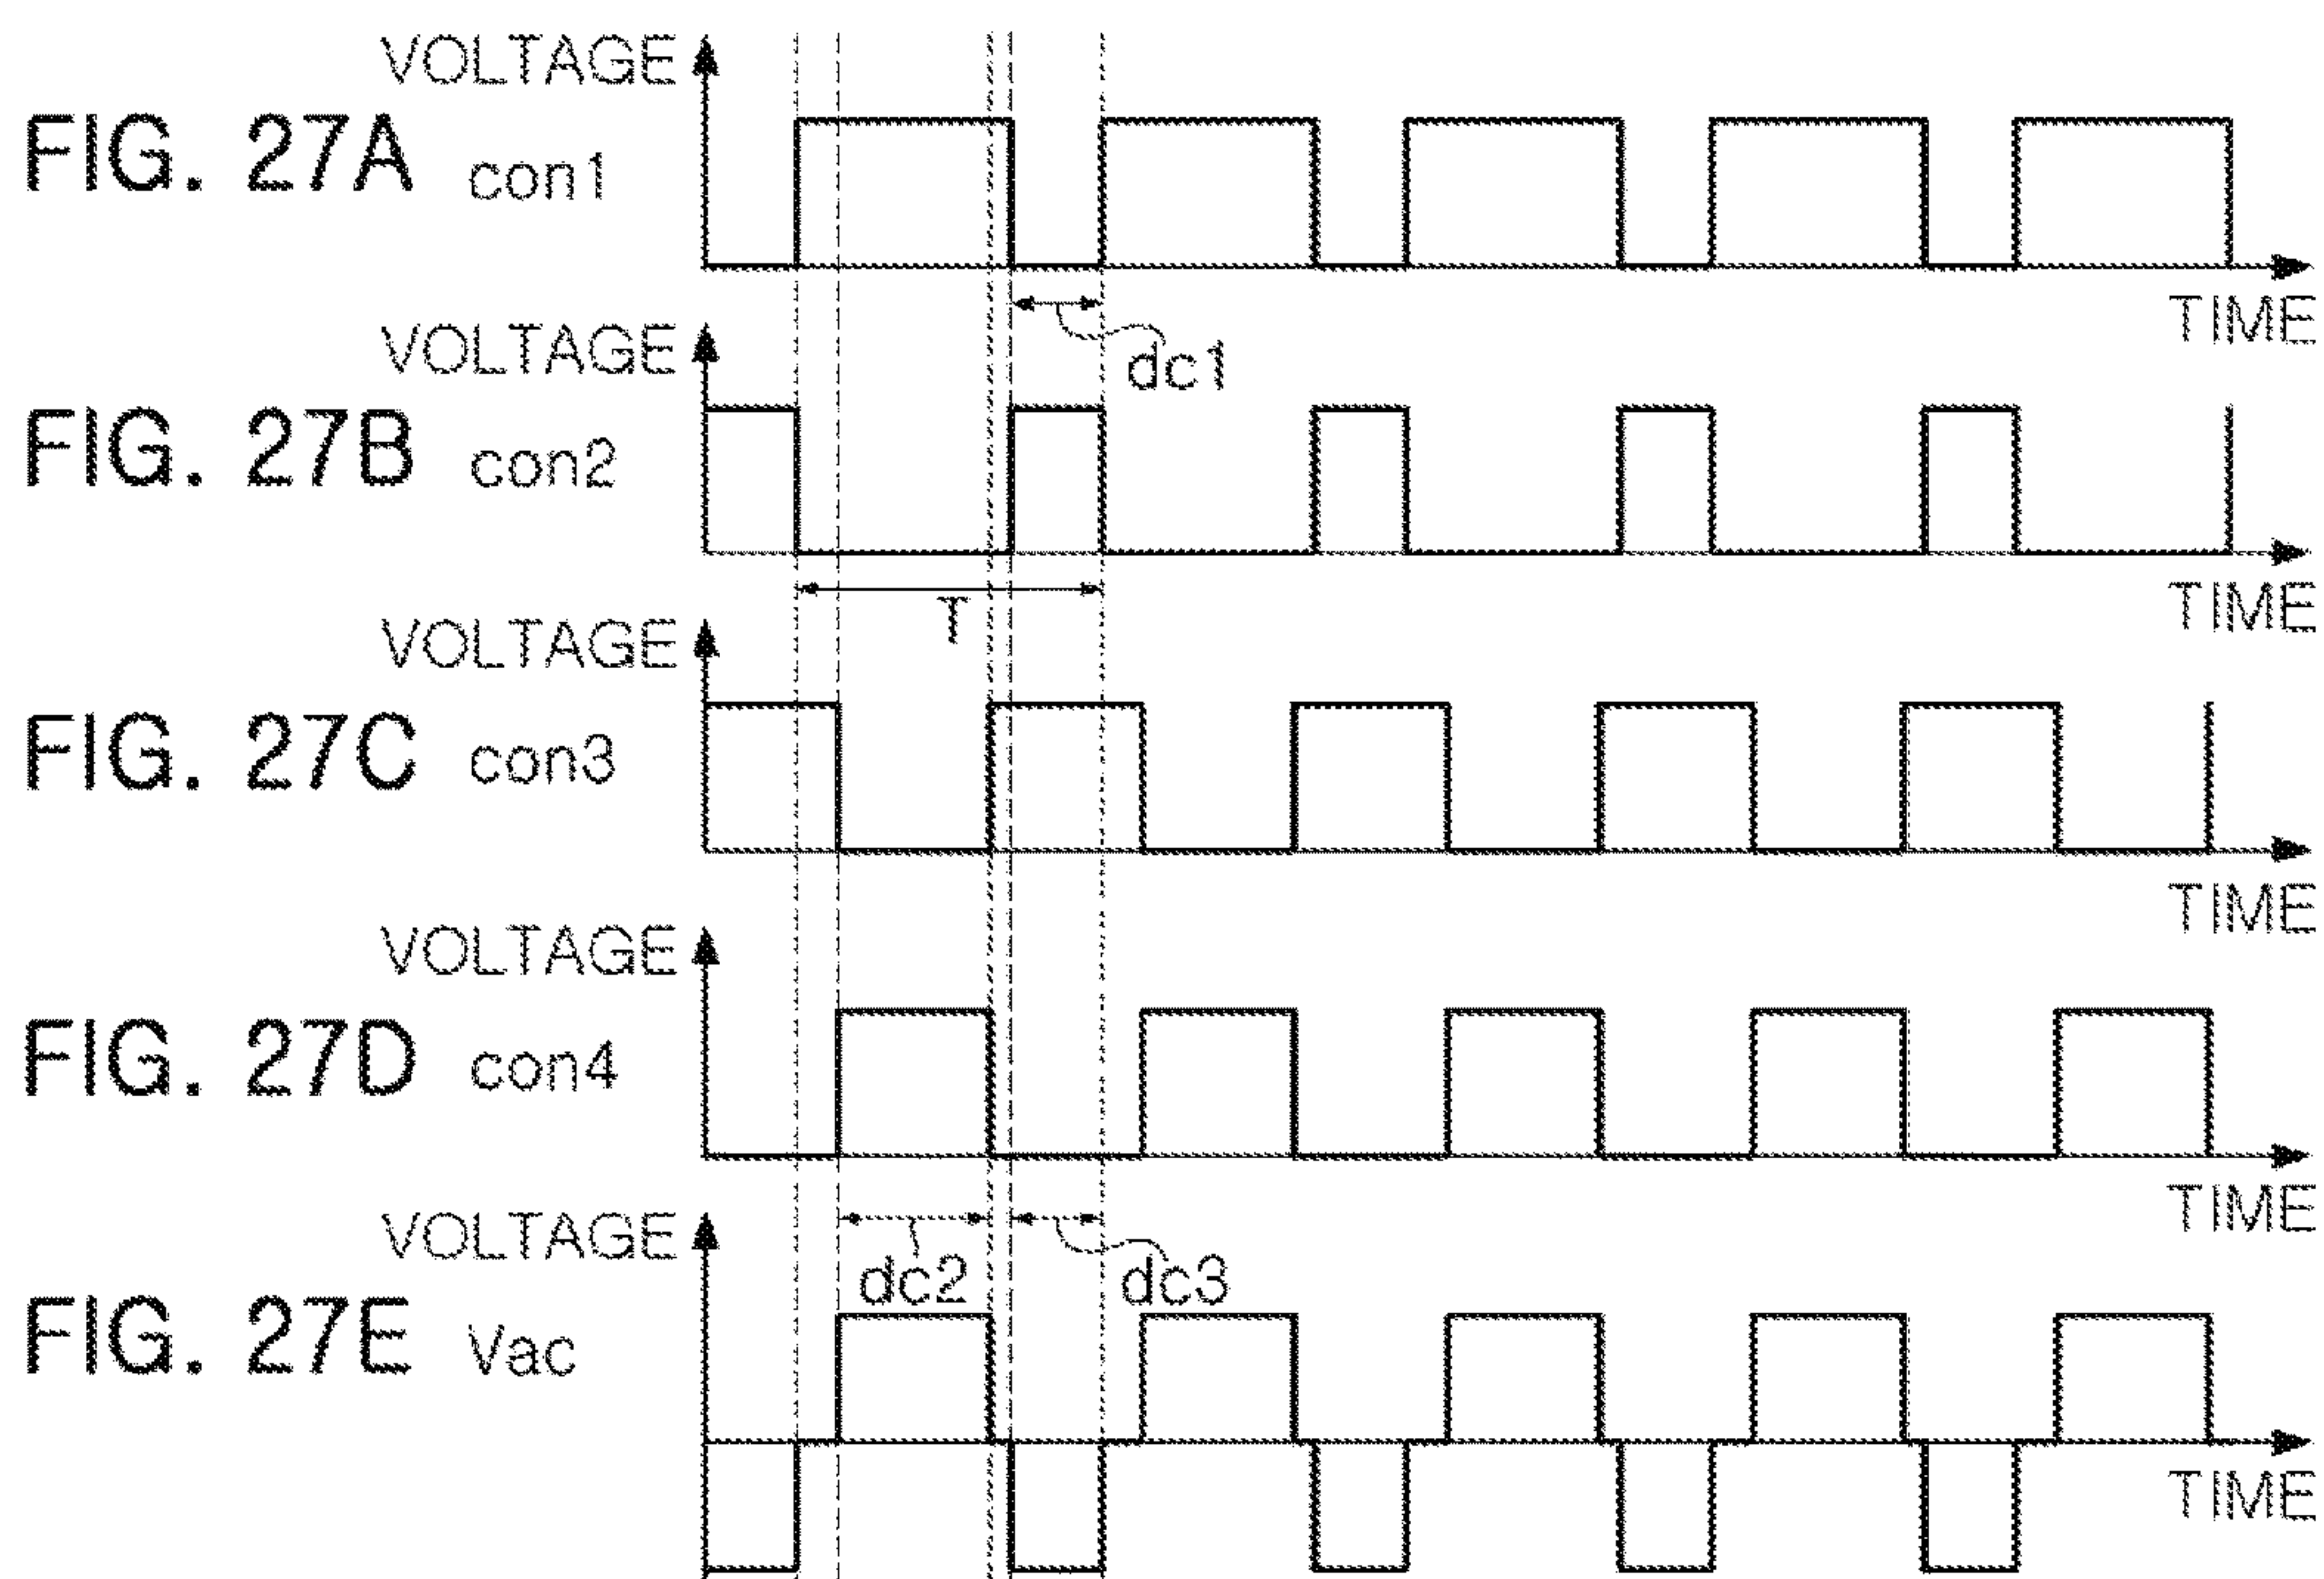 VOLTAGE
FIG. 27A con1
TIME
dc1
VOLTAGE
FIG. 27B con2
TIME
T
VOLTAGE
FIG. 27C con3
TIME
VOLTAGE
FIG. 27D con4
TIME
VOLTAGE
dc2 dc3
FIG. 27E Vac
TIME